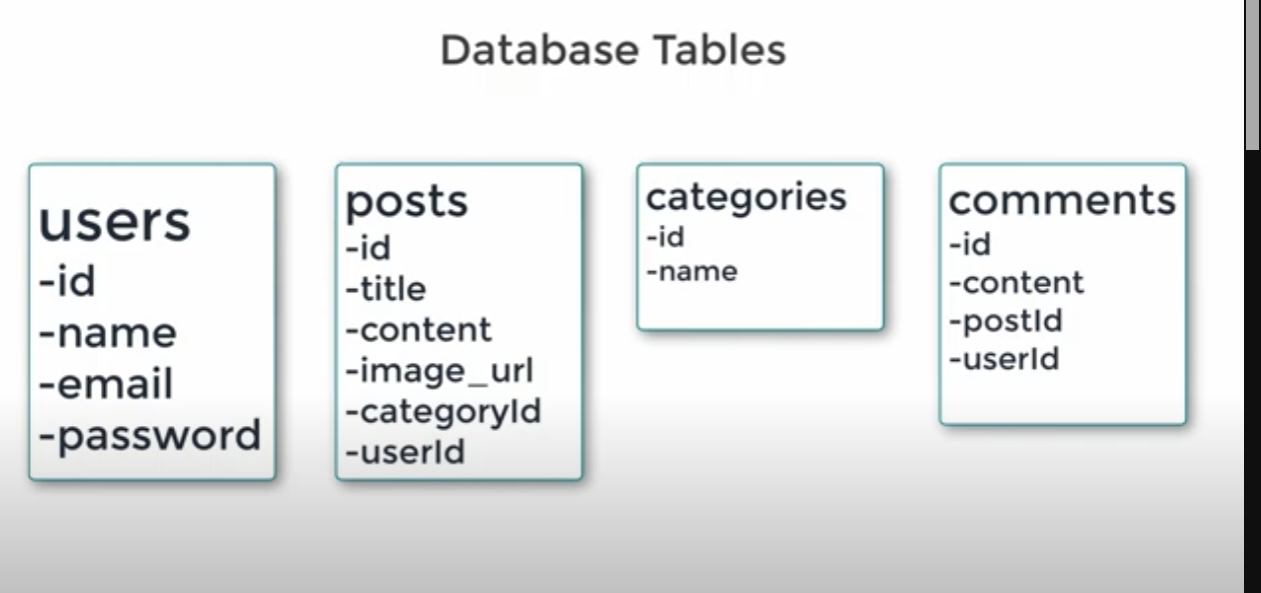 Database Tables
users
-id
-name
-email
-password
posts
-id
-title
-content
-image_url
-categoryId
-userId
categories
-id
-name
comments
-id
-content
-postId
-userId